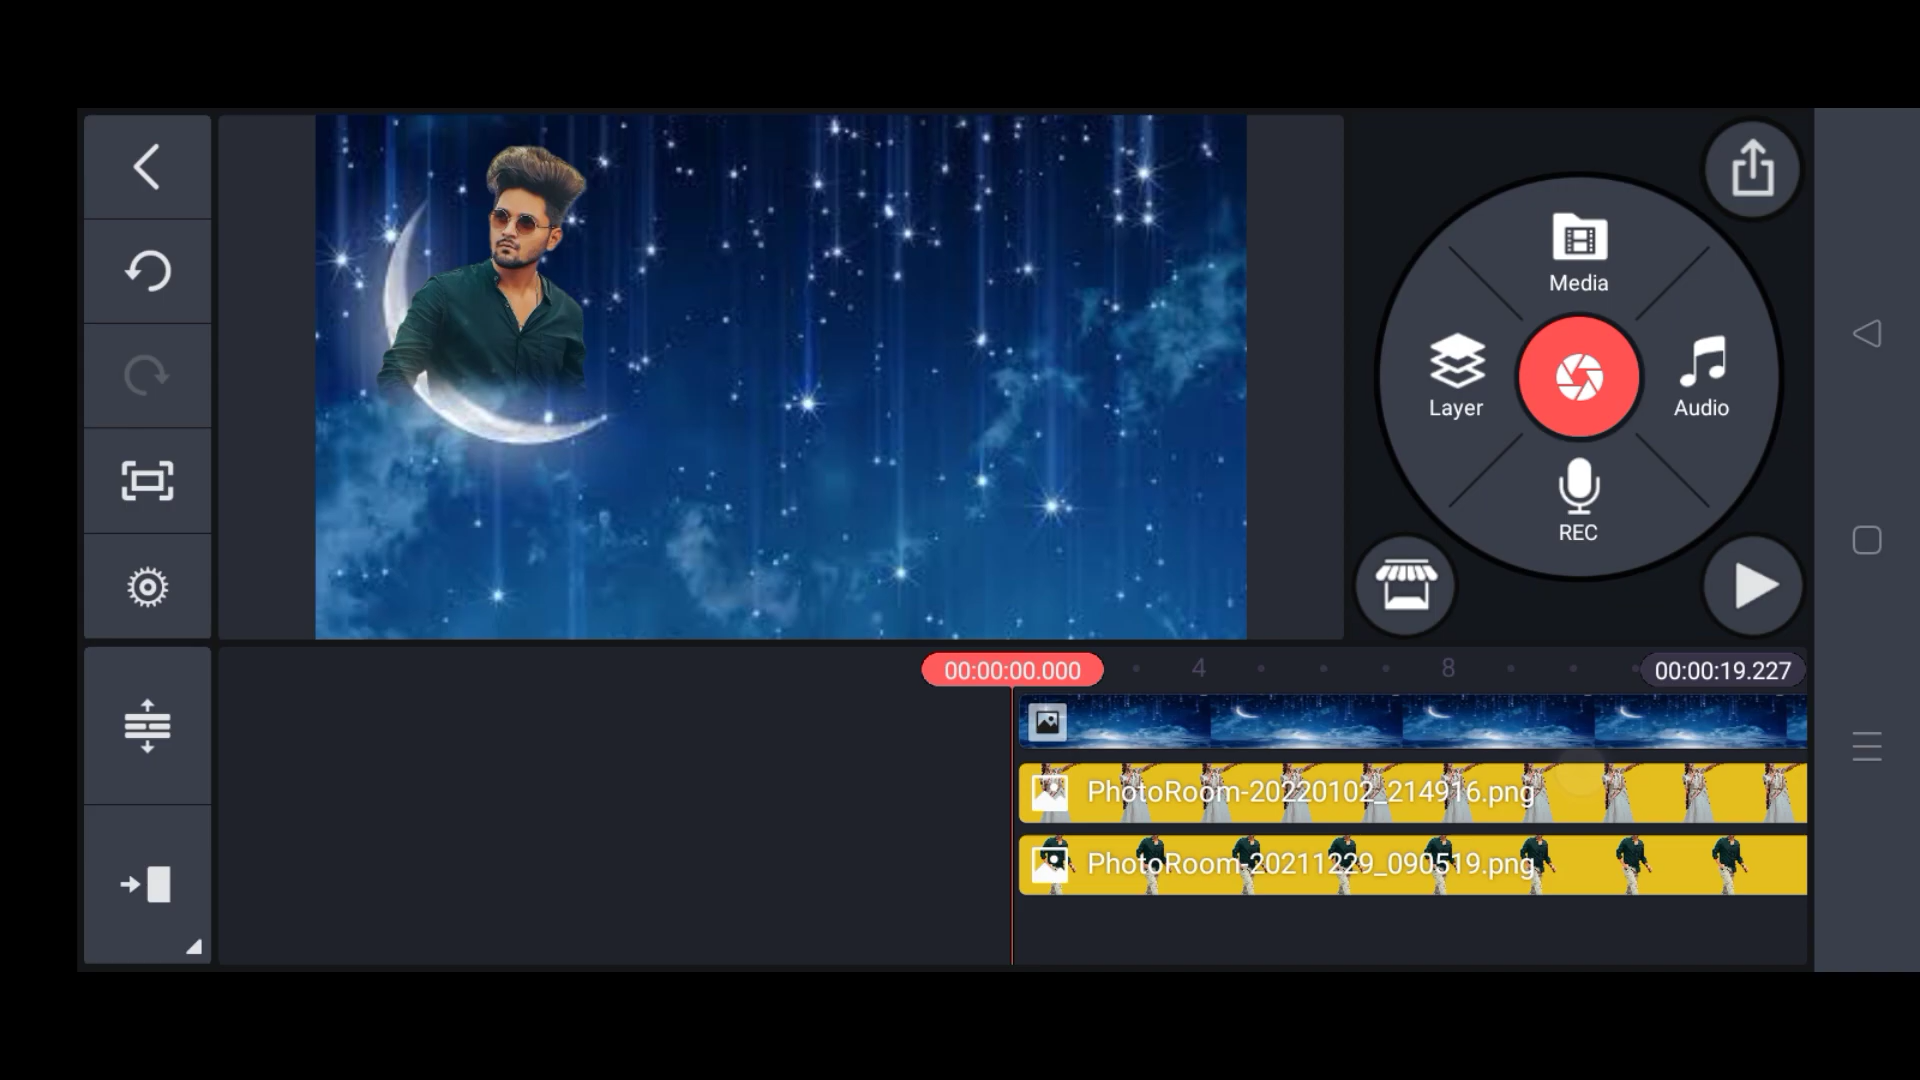 Media
Layer
Audio
REC
00:00:00.000
4
8
00:00:19.227
PhotoRoom-20220102_214916.png
PhotoRoom-20211229_090519.png